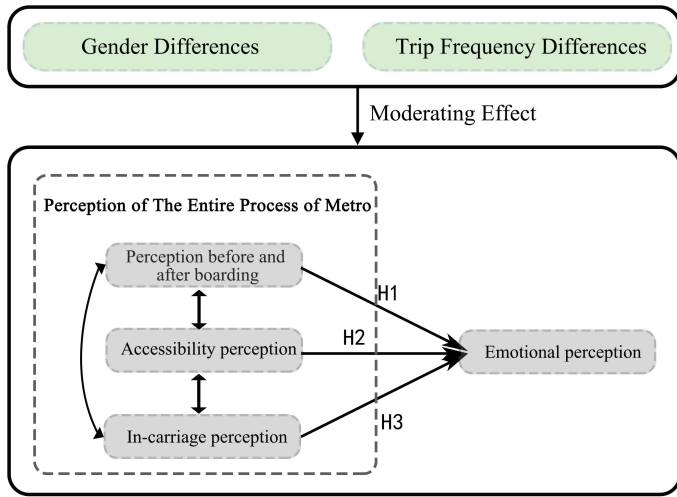 Gender Differences
Trip Frequency Differences
Moderating Effect
Perception of The Entire Process of Metro
Perception before and
after boarding
H1
Accessibility perception
H2
Emotional perception
In-carriage perception
H3